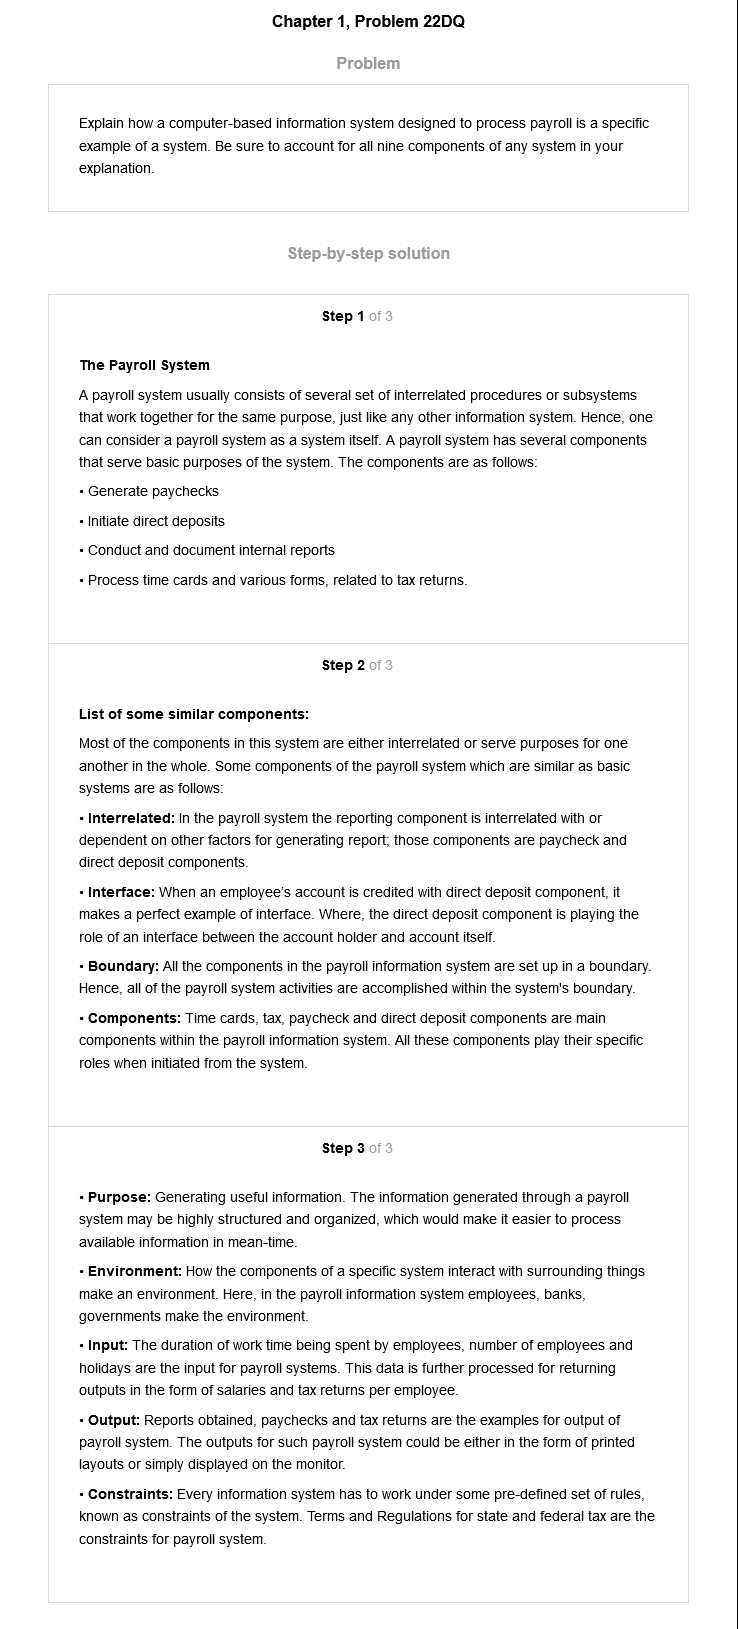 Chapter 1, Problem 22DQ
Problem
Explain how a computer-based information system designed to process payroll is a specific
example of a system. Be sure to account for all nine components of any system in your
explanation.
Step-by-step solution
Step 1 of 3
The Payroll System
A payroll system usually consists of several set of interrelated procedures or subsystems
that work together for the same purpose, just like any other information system. Hence, one
can consider a payroll system as a system itself. A payroll system has several components
that serve basic purposes of the system. The components are as follows:
• Generate paychecks
• Initiate direct deposits
• Conduct and document internal reports
• Process time cards and various forms, related to tax returns.
Step 2 of 3
List of some similar components:
Most of the components in this system are either interrelated or serve purposes for one
another in the whole. Some components of the payroll system which are similar as basic
systems are as follows:
• Interrelated: In the payroll system the reporting component is interrelated with or
dependent on other factors for generating report; those components are paycheck and
direct deposit components.
• Interface: When an employee's account is credited with direct deposit component, it
makes a perfect example of interface. Where, the direct deposit component is playing the
role of an interface between the account holder and account itself.
• Boundary: All the components in the payroll information system are set up in a boundary.
Hence, all of the payroll system activities are accomplished within the system's boundary.
• Components: Time cards, tax, paycheck and direct deposit components are main
components within the payroll information system. All these components play their specific
roles when initiated from the system.
Step 3 of 3
• Purpose: Generating useful information. The information generated through a payroll
system may be highly structured and organized, which would make it easier to process
available information in mean-time.
• Environment: How the components of a specific system interact with surrounding things
make an environment. Here, in the payroll information system employees, banks,
governments make the environment.
• Input: The duration of work time being spent by employees, number of employees and
holidays are the input for payroll systems. This data is further processed for returning
outputs in the form of salaries and tax returns per employee.
• Output: Reports obtained, paychecks and tax returns are the examples for output of
payroll system. The outputs for such payroll system could be either in the form of printed
layouts or simply displayed on the monitor.
• Constraints: Every information system has to work under some pre-defined set of rules,
known as constraints of the system. Terms and Regulations for state and federal tax are the
constraints for payroll system.